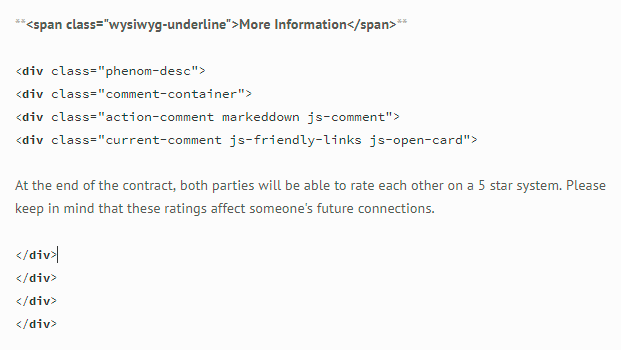 **<span class="wysiwyg-underline">More Information</span>**
<div class="phenom-desc">
<div class="comment-container">
<div class="action-comment markeddown js-comment">
<div class="current-comment js-friendly-links js-open-card">
At the end of the contract, both parties will be able to rate each other on a 5 star system. Please
keep in mind that these ratings affect someone's future connections.
</div>
</div>
</div>
</div>